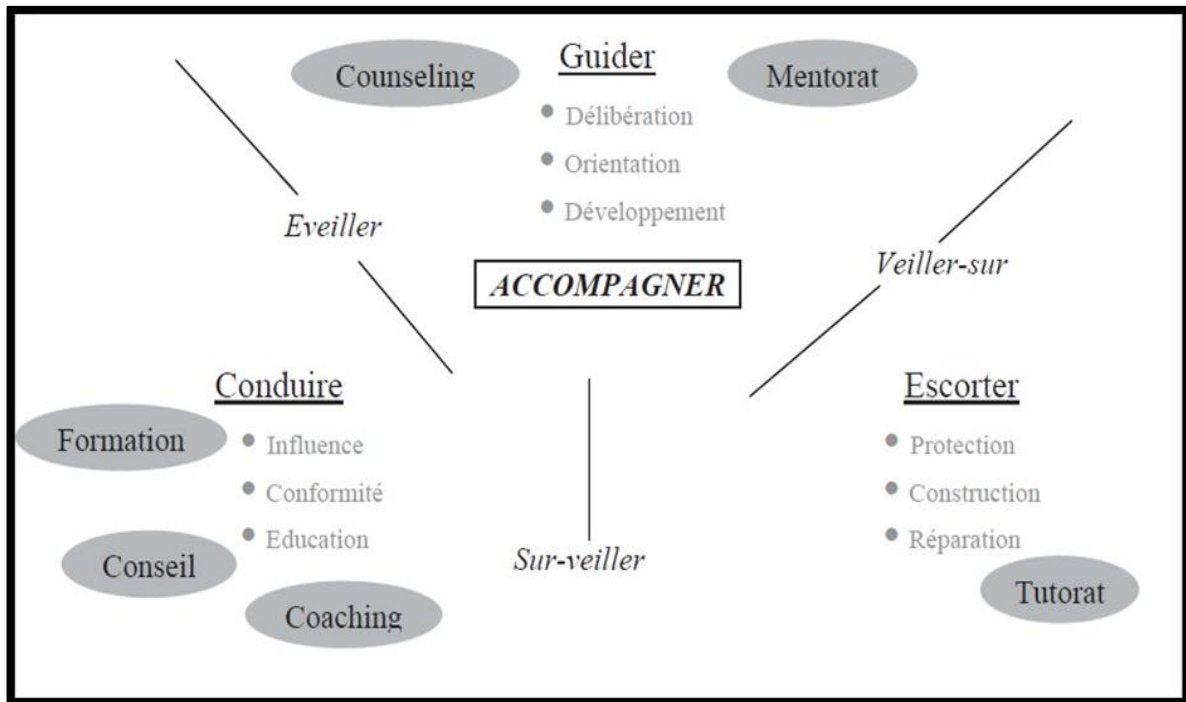 Counseling
Guider
Mentorat
• Délibération
• Orientation
• Développement
Eveiller
Veiller-sur
ACCOMPAGNER
Conduire
Formation
• Influence
• Conformité
• Education
Conseil
Coaching
Sur-veiller
Escorter
• Protection
• Construction
• Réparation
Tutorat